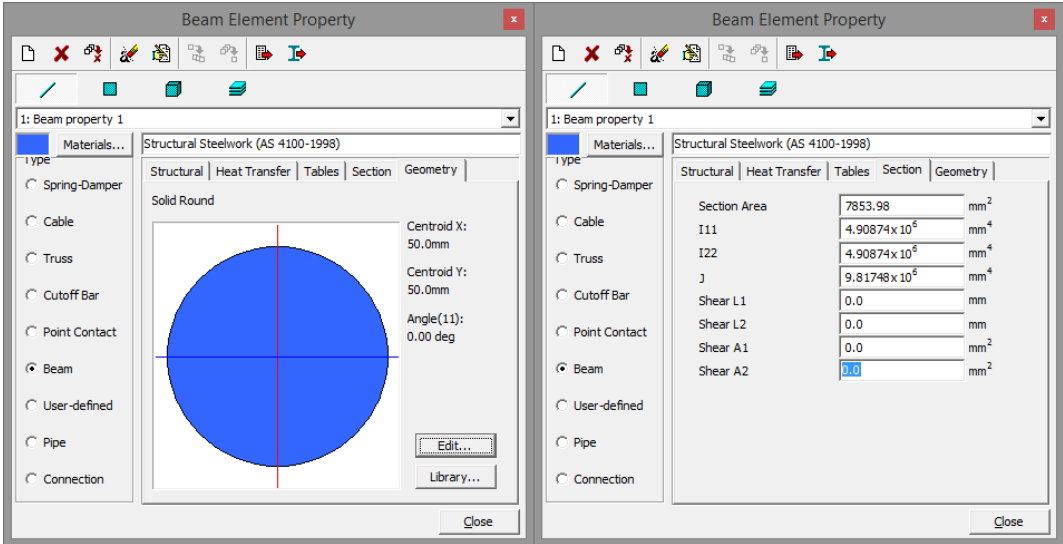 Beam Element Property
x
1: Beam property 1
Materials...
Structural Steelwork (AS 4100-1998)
Type
Spring-Damper
Cable
Truss
Cutoff Bar
Point Contact
Beam
User-defined
Pipe
Connection
Structural
Heat Transfer
Tables
Section
Geometry
Solid Round
Centroid X:
50.0mm
Centroid Y:
50.0mm
Angle(11):
0.00 deg
Edit...
Library...
Close
Beam Element Property
x
1: Beam property 1
Materials...
Structural Steelwork (AS 4100-1998)
Type
Spring-Damper
Cable
Truss
Cutoff Bar
Point Contact
Beam
User-defined
Pipe
Connection
Structural
Heat Transfer
Tables
Section
Geometry
Section Area 7853.98 mm²
I11 4.90874x10⁶ mm⁴
I22 4.90874x10⁶ mm⁴
J 9.81748x10⁶ mm⁴
Shear L1 0.0 mm
Shear L2 0.0 mm
Shear A1 0.0 mm²
Shear A2 0.0 mm²
Close